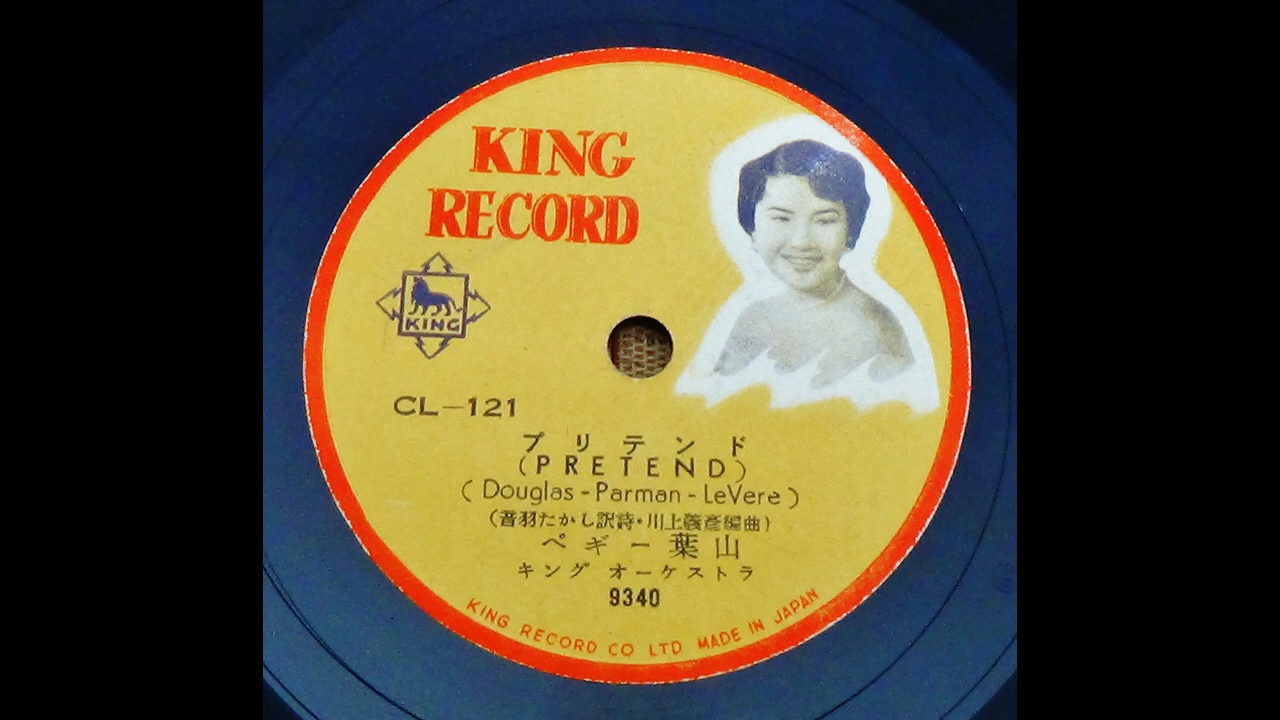 KING
RECORD
KING
CL-121
プリテンド
(PRETEND)
(Douglas-Parman-LeVere)
(音羽たかし訳詩・川上義彦編曲)
ペギー葉山
キング オーケストラ
9340
KING RECORD CO LTD MADE IN JAPAN